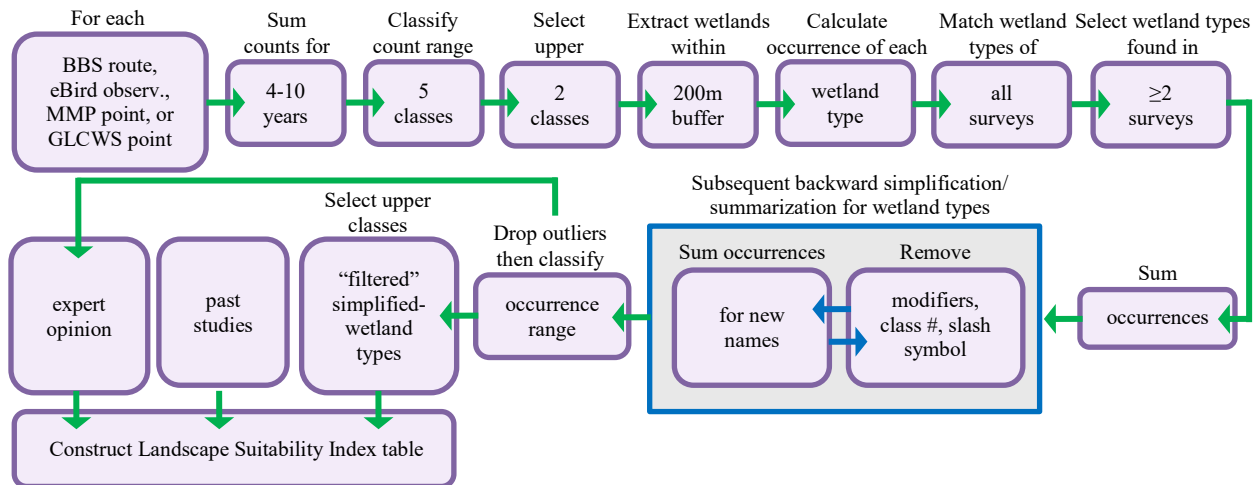 For each
BBS route,
eBird observ.,
MMP point, or
GLCWS point
Sum
counts for
4-10
years
Classify
count range
5
classes
Select
upper
2
classes
Extract wetlands
within
200m
buffer
Calculate
occurrence of each
wetland
type
Match wetland
types of
all
surveys
Select wetland types
found in
≥2
surveys
Sum
occurrences
Subsequent backward simplification/
summarization for wetland types
Remove
modifiers,
class #, slash
symbol
Sum occurrences
for new
names
Drop outliers
then classify
occurrence
range
Select upper
classes
“filtered”
simplified-
wetland
types
past
studies
expert
opinion
Construct Landscape Suitability Index table